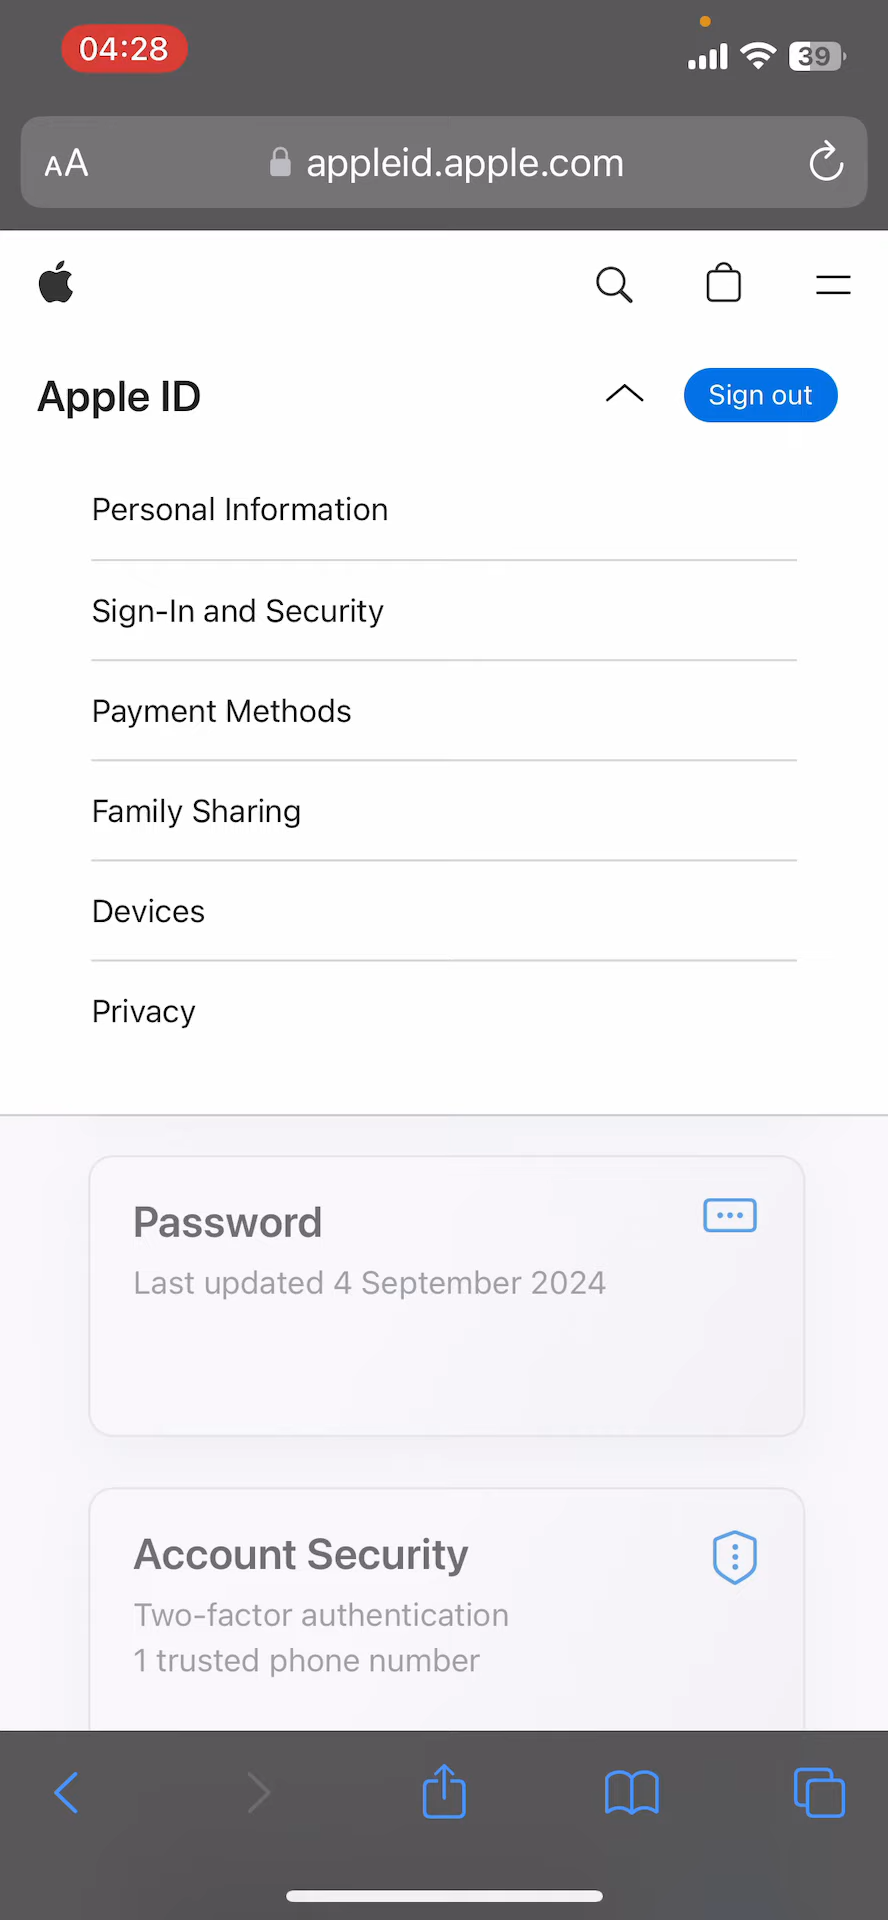 04:28
39
AA
appleid.apple.com
Apple ID
Sign out
Personal Information
Sign-In and Security
Payment Methods
Family Sharing
Devices
Privacy
Password
Last updated 4 September 2024
Account Security
Two-factor authentication
1 trusted phone number